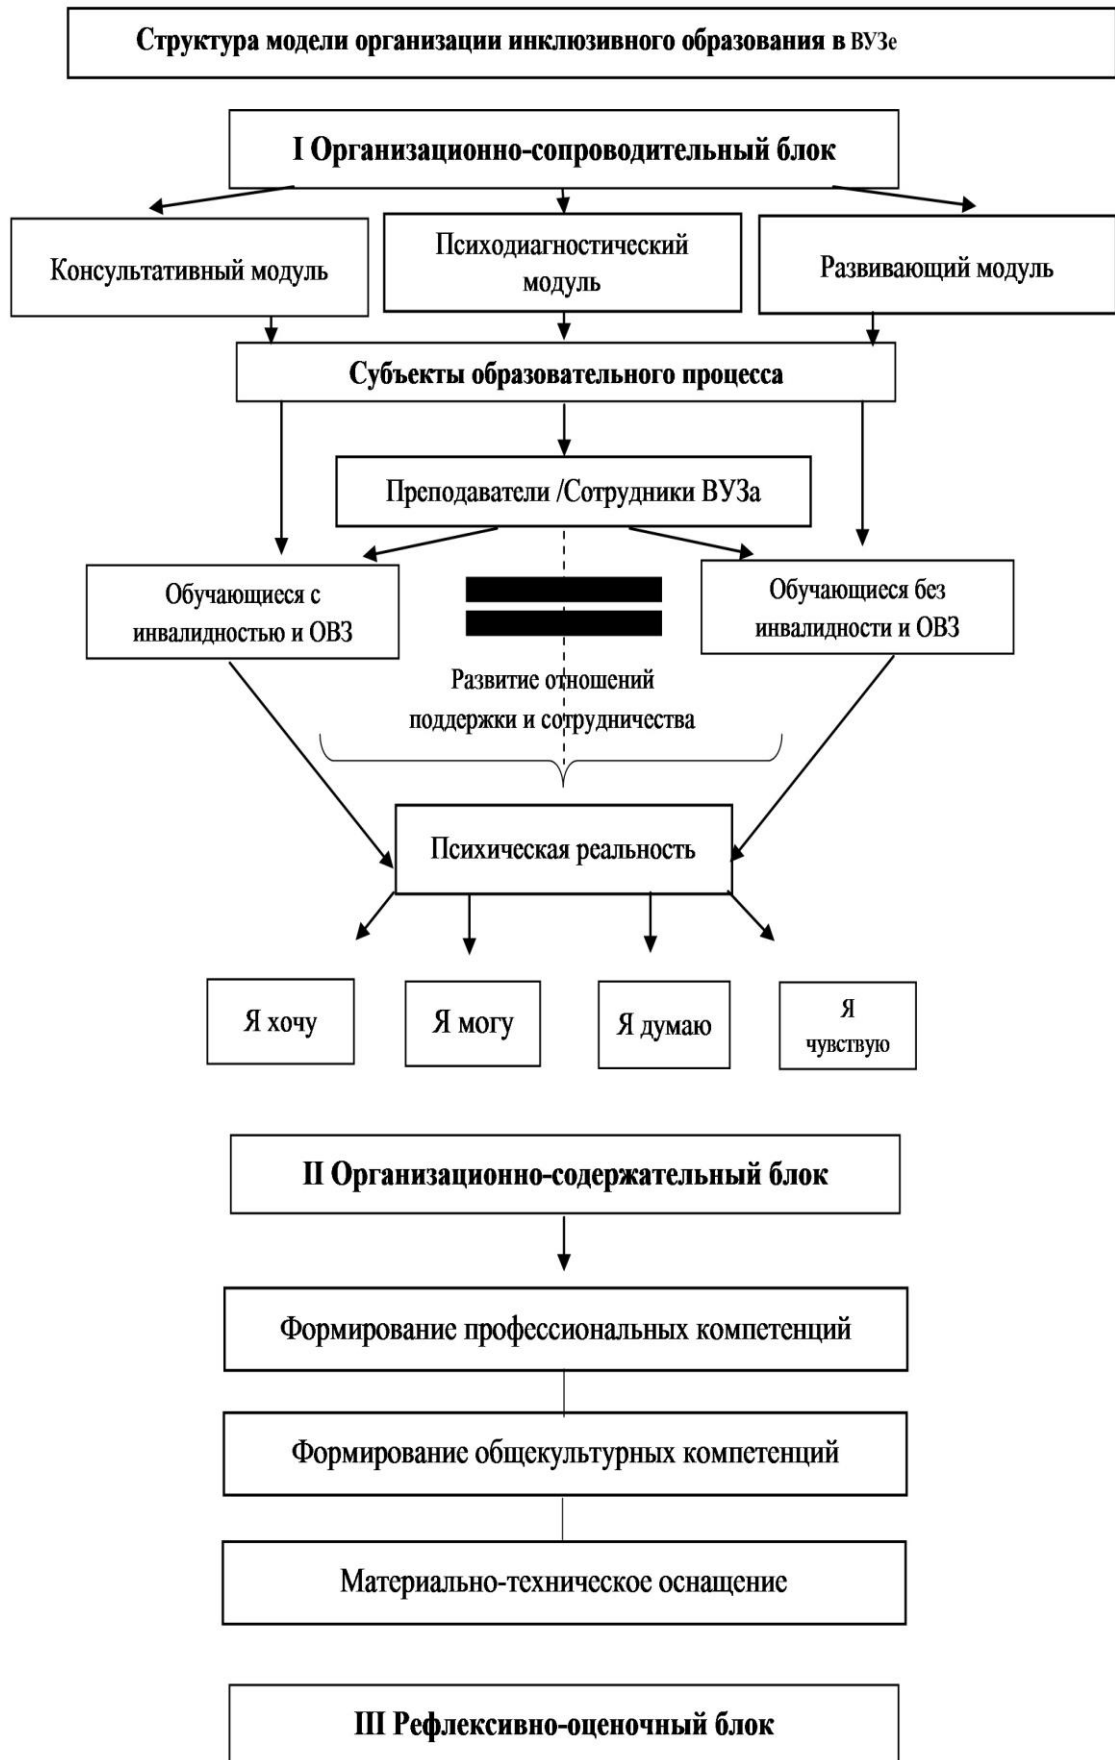 Структура модели организации инклюзивного образования в ВУЗе
I Организационно-сопроводительный блок
Консультативный модуль
Психодиагностический
модуль
Развивающий модуль
Субъекты образовательного процесса
Преподаватели /Сотрудники ВУЗа
Обучающиеся с
инвалидностью и ОВЗ
Обучающиеся без
инвалидности и ОВЗ
Развитие отношений
поддержки и сотрудничества
Психическая реальность
Я хочу
Я могу
Я думаю
Я
чувствую
II Организационно-содержательный блок
Формирование профессиональных компетенций
Формирование общекультурных компетенций
Материально-техническое оснащение
III Рефлексивно-оценочный блок